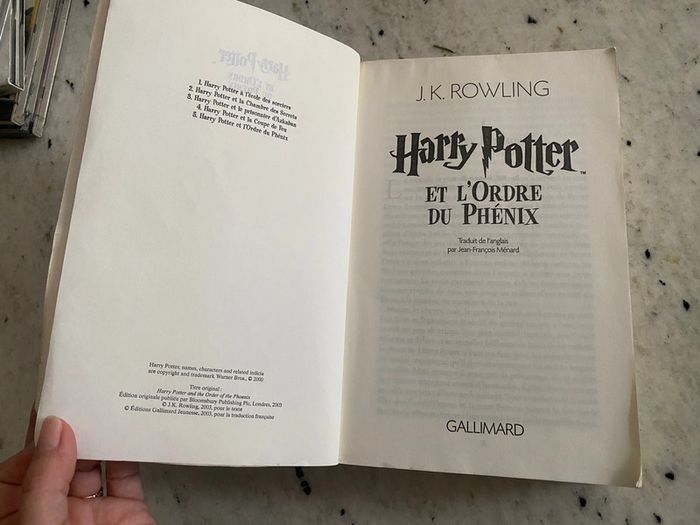 1. Harry Potter à l'école des sorciers
2. Harry Potter et la Chambre des Secrets
3. Harry Potter et le prisonnier d'Azkaban
4. Harry Potter et la Coupe de Feu
5. Harry Potter et l'Ordre du Phénix
Harry Potter, names, characters and related indicia
are copyright and trademark Warner Bros., © 2000
Titre original :
Harry Potter and the Order of the Phoenix
Édition originale publiée par Bloomsbury Publishing Plc, Londres, 2003
© J.K. Rowling, 2003, pour le texte
© Éditions Gallimard Jeunesse, 2003, pour la traduction française
J. K. ROWLING
Harry Potter™
ET L'ORDRE
DU PHÉNIX
Traduit de l'anglais
par Jean-François Ménard
GALLIMARD